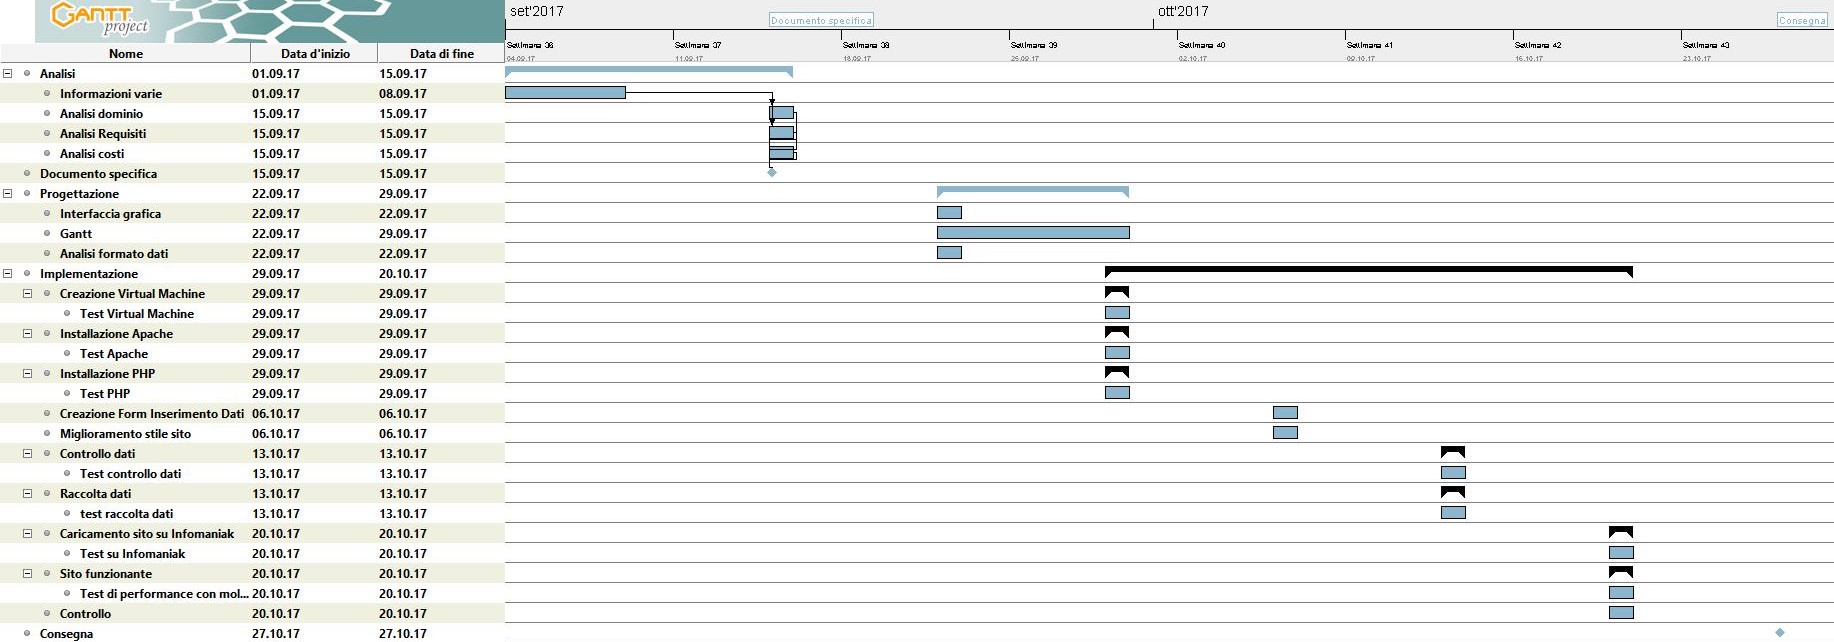 GANTT project
set'2017 ott'2017
Documento specifica Consegna
Nome Data d'inizio Data di fine
Settimana 36 Settimana 37 Settimana 38 Settimana 39 Settimana 40 Settimana 41 Settimana 42 Settimana 43
04.09.17 11.09.17 18.09.17 25.09.17 02.10.17 09.10.17 16.10.17 23.10.17
Analisi 01.09.17 15.09.17
Informazioni varie 01.09.17 08.09.17
Analisi dominio 15.09.17 15.09.17
Analisi Requisiti 15.09.17 15.09.17
Analisi costi 15.09.17 15.09.17
Documento specifica 15.09.17 15.09.17
Progettazione 22.09.17 29.09.17
Interfaccia grafica 22.09.17 22.09.17
Gantt 22.09.17 29.09.17
Analisi formato dati 22.09.17 22.09.17
Implementazione 29.09.17 20.10.17
Creazione Virtual Machine 29.09.17 29.09.17
Test Virtual Machine 29.09.17 29.09.17
Installazione Apache 29.09.17 29.09.17
Test Apache 29.09.17 29.09.17
Installazione PHP 29.09.17 29.09.17
Test PHP 29.09.17 29.09.17
Creazione Form Inserimento Dati 06.10.17 06.10.17
Miglioramento stile sito 06.10.17 06.10.17
Controllo dati 13.10.17 13.10.17
Test controllo dati 13.10.17 13.10.17
Raccolta dati 13.10.17 13.10.17
test raccolta dati 13.10.17 13.10.17
Caricamento sito su Infomaniak 20.10.17 20.10.17
Test su Infomaniak 20.10.17 20.10.17
Sito funzionante 20.10.17 20.10.17
Test di performance con mol... 20.10.17 20.10.17
Controllo 20.10.17 20.10.17
Consegna 27.10.17 27.10.17